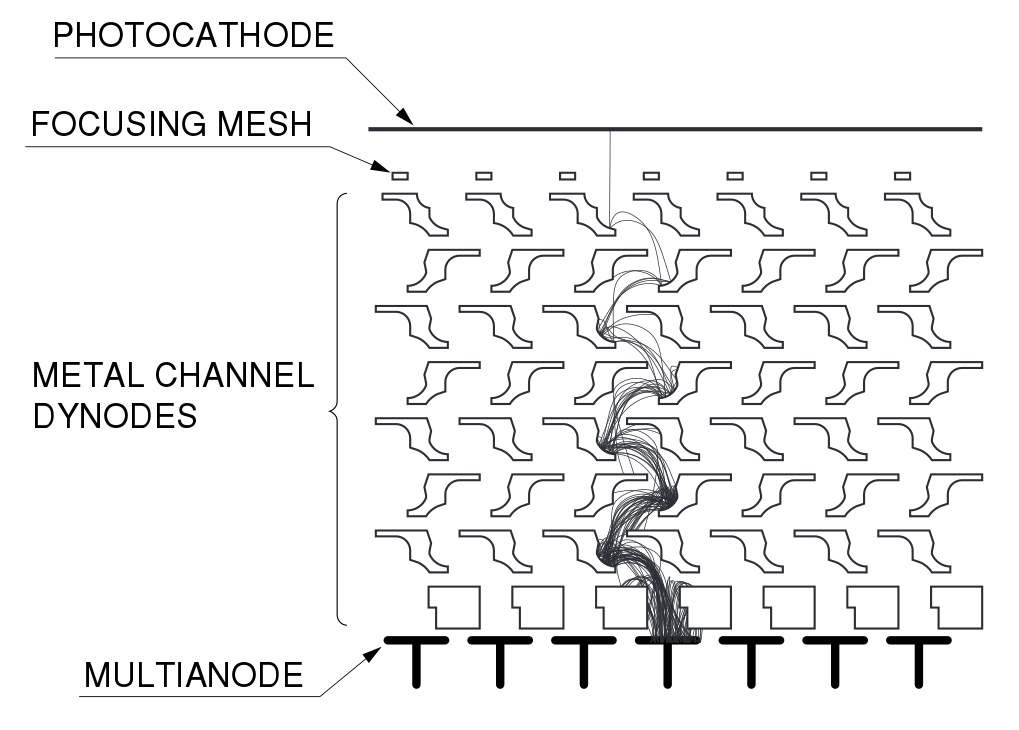 PHOTOCATHODE
FOCUSING MESH
METAL CHANNEL
DYNODES
MULTIANODE